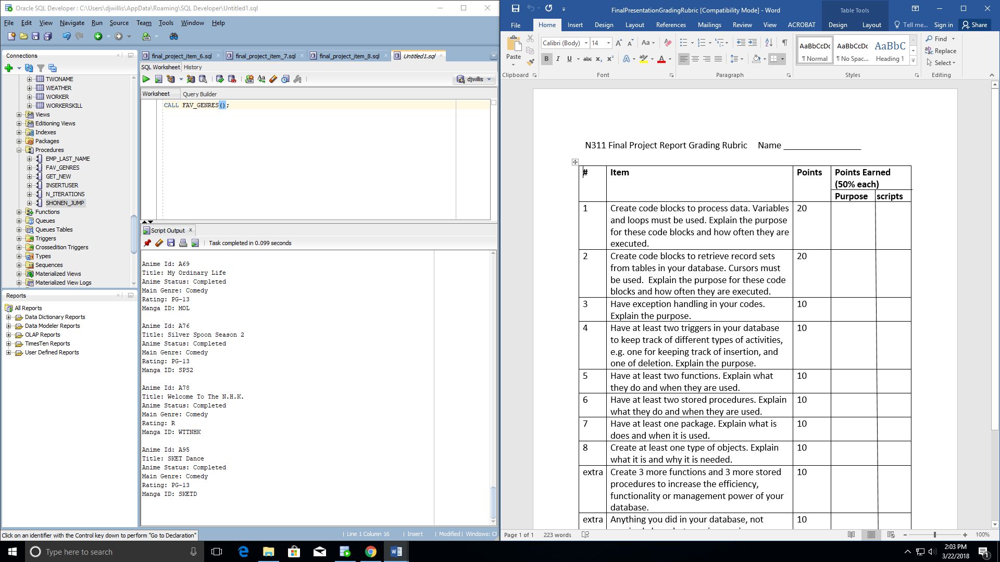 Oracle SQL Developer : C:\Users\djwillis\AppData\Roaming\SQL Developer\Untitled1.sql
File Edit View Navigate Run Source Team Tools Window Help
Connections
TWONAME
WEATHER
WORKER
WORKERSKILL
Views
Editioning Views
Indexes
Packages
Procedures
EMP_LAST_NAME
FAV_GENRES
GET_NEW
INSERTUSER
N_ITERATIONS
SHONEN_JUMP
Functions
Queues
Queues Tables
Triggers
Crossedition Triggers
Types
Sequences
Materialized Views
Materialized View Logs
Reports
All Reports
Data Dictionary Reports
Data Modeler Reports
OLAP Reports
TimesTen Reports
User Defined Reports
Click on an identifier with the Control key down to perform "Go to Declaration"
final_project_item_6.sql final_project_item_7.sql final_project_item_8.sql Untitled1.sql
SQL Worksheet History
djwillis
Worksheet Query Builder
CALL FAV_GENRES();
Script Output
Task completed in 0.099 seconds
Anime Id: A69
Title: My Ordinary Life
Anime Status: Completed
Main Genre: Comedy
Rating: PG-13
Manga ID: MOL
Anime Id: A76
Title: Silver Spoon Season 2
Anime Status: Completed
Main Genre: Comedy
Rating: PG-13
Manga ID: SPS2
Anime Id: A78
Title: Welcome To The N.H.K.
Anime Status: Completed
Main Genre: Comedy
Rating: R
Manga ID: WTTNHK
Anime Id: A95
Title: SKET Dance
Anime Status: Completed
Main Genre: Comedy
Rating: PG-13
Manga ID: SKETD
Line 1 Column 16 Insert Modified Windows:
FinalPresentationGradingRubric [Compatibility Mode] - Word
Table Tools
File Home Insert Design Layout References Mailings Review View ACROBAT Design Layout Tell me... Sign in Share
Paste
Clipboard
Calibri (Body) 14
Font
Paragraph
AaBbCcDc AaBbCcDc AaBbC
¶ Normal ¶ No Spac... Heading 1
Styles
Find
Replace
Select
Editing
N311 Final Project Report Grading Rubric Name
# Item Points Points Earned
(50% each)
Purpose scripts
1 Create code blocks to process data. Variables 20
and loops must be used. Explain the purpose
for these code blocks and how often they are
executed.
2 Create code blocks to retrieve record sets 20
from tables in your database. Cursors must
be used. Explain the purpose for these code
blocks and how often they are executed.
3 Have exception handling in your codes. 10
Explain the purpose.
4 Have at least two triggers in your database 10
to keep track of different types of activities,
e.g. one for keeping track of insertion, and
one of deletion. Explain the purpose.
5 Have at least two functions. Explain what 10
they do and when they are used.
6 Have at least two stored procedures. Explain 10
what they do and when they are used.
7 Have at least one package. Explain what is 10
does and when it is used.
8 Create at least one type of objects. Explain 10
what it is and why it is needed.
extra Create 3 more functions and 3 more stored 10
procedures to increase the efficiency,
functionality or management power of your
database.
extra Anything you did in your database, not 10
Page 1 of 1 223 words 100%
Type here to search
2:03 PM
3/22/2018